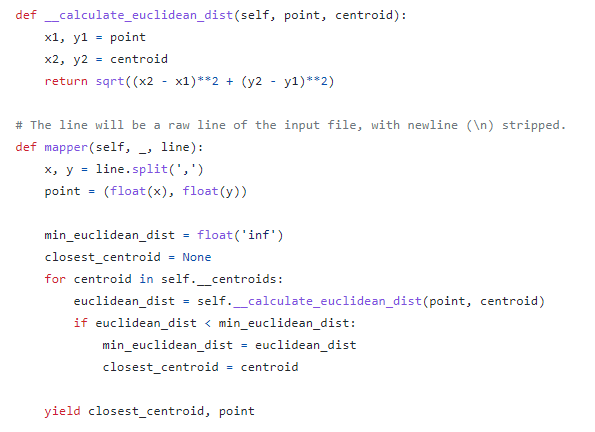 def __calculate_euclidean_dist(self, point, centroid):
    x1, y1 = point
    x2, y2 = centroid
    return sqrt((x2 - x1)**2 + (y2 - y1)**2)

# The line will be a raw line of the input file, with newline (\n) stripped.
def mapper(self, _, line):
    x, y = line.split(',')
    point = (float(x), float(y))

    min_euclidean_dist = float('inf')
    closest_centroid = None
    for centroid in self.__centroids:
        euclidean_dist = self.__calculate_euclidean_dist(point, centroid)
        if euclidean_dist < min_euclidean_dist:
            min_euclidean_dist = euclidean_dist
            closest_centroid = centroid

    yield closest_centroid, point